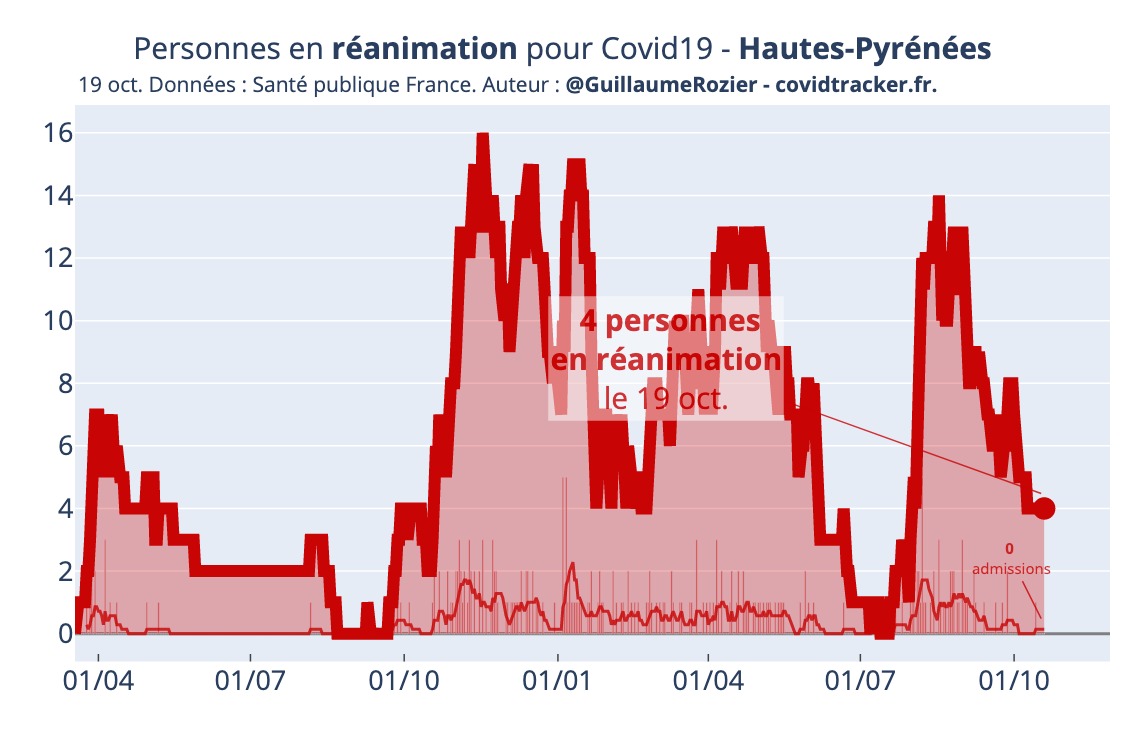 Personnes en réanimation pour Covid19 - Hautes-Pyrénées
19 oct. Données : Santé publique France. Auteur : @GuillaumeRozier - covidtracker.fr.
16
14
12
10
8
6
4
2
0
4 personnes
en réanimation
le 19 oct.
0
admissions
01/04
01/07
01/10
01/01
01/04
01/07
01/10